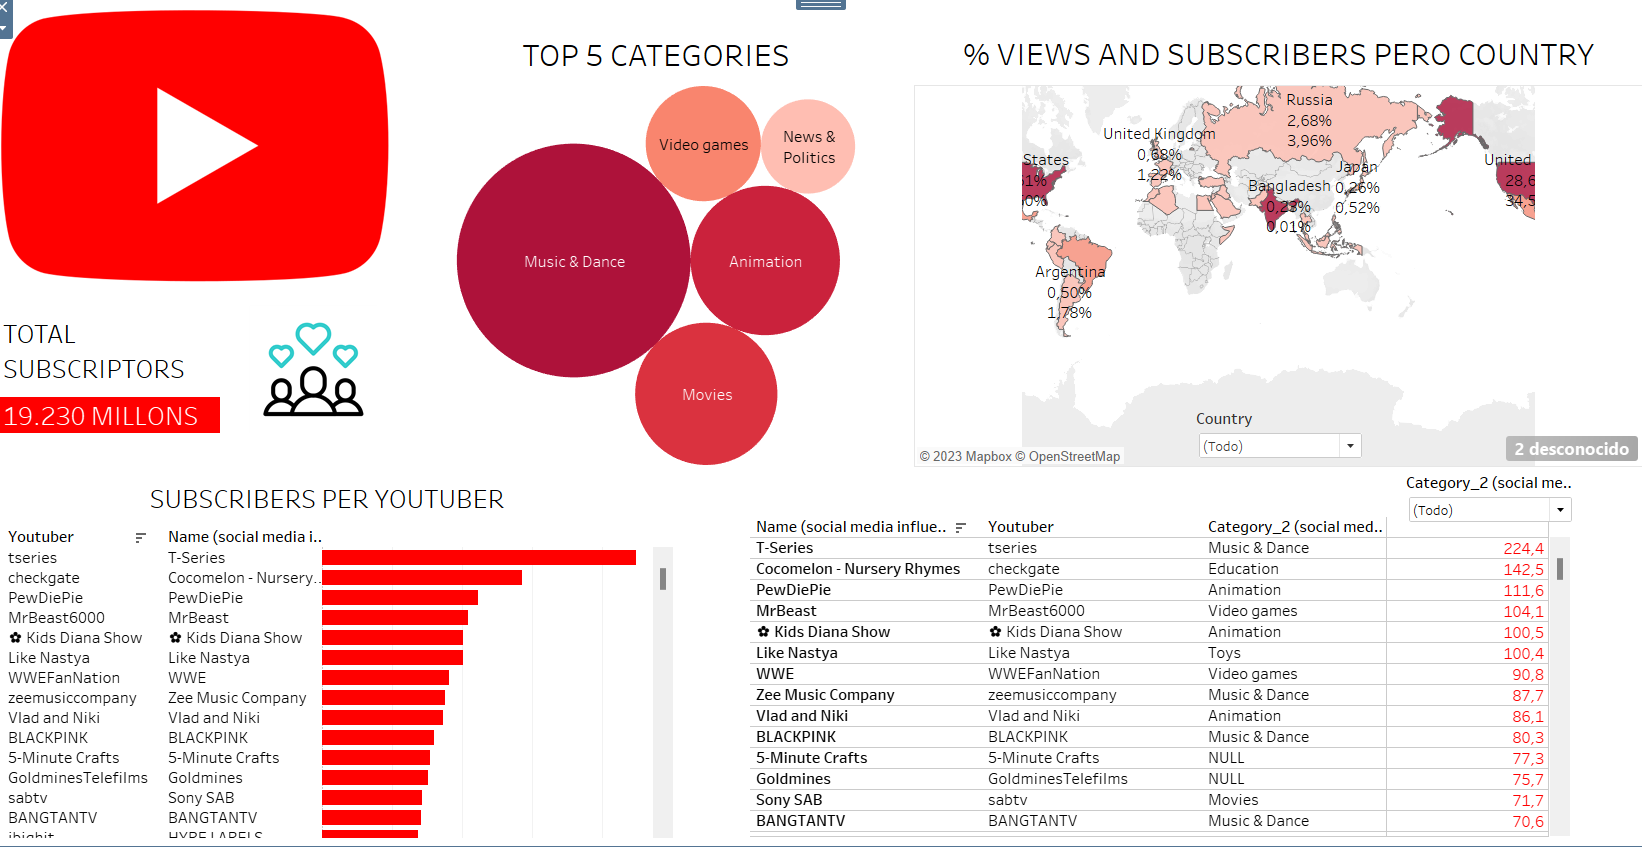 TOP 5 CATEGORIES
% VIEWS AND SUBSCRIBERS PERO COUNTRY
Video games
News &
Politics
Music & Dance
Animation
Movies
Russia
2,68%
3,96%
United Kingdom
0,68%
1,22%
States
51%
40%
Bangladesh
0,23%
0,01%
Japan
0,26%
0,52%
United
28,6
34,5
Argentina
0,50%
1,78%
Country
(Todo)
2 desconocido
© 2023 Mapbox © OpenStreetMap
TOTAL
SUBSCRIPTORS
19.230 MILLONS
SUBSCRIBERS PER YOUTUBER
Youtuber Name (social media i..
tseries T-Series
checkgate Cocomelon - Nursery..
PewDiePie PewDiePie
MrBeast6000 MrBeast
✿ Kids Diana Show ✿ Kids Diana Show
Like Nastya Like Nastya
WWEFanNation WWE
zeemusiccompany Zee Music Company
Vlad and Niki Vlad and Niki
BLACKPINK BLACKPINK
5-Minute Crafts 5-Minute Crafts
GoldminesTelefilms Goldmines
sabtv Sony SAB
BANGTANTV BANGTANTV
ibighit HYBE LABELS
Category_2 (social me..
(Todo)
Name (social media influe.. Youtuber Category_2 (social med..
T-Series tseries Music & Dance 224,4
Cocomelon - Nursery Rhymes checkgate Education 142,5
PewDiePie PewDiePie Animation 111,6
MrBeast MrBeast6000 Video games 104,1
✿ Kids Diana Show ✿ Kids Diana Show Animation 100,5
Like Nastya Like Nastya Toys 100,4
WWE WWEFanNation Video games 90,8
Zee Music Company zeemusiccompany Music & Dance 87,7
Vlad and Niki Vlad and Niki Animation 86,1
BLACKPINK BLACKPINK Music & Dance 80,3
5-Minute Crafts 5-Minute Crafts NULL 77,3
Goldmines GoldminesTelefilms NULL 75,7
Sony SAB sabtv Movies 71,7
BANGTANTV BANGTANTV Music & Dance 70,6